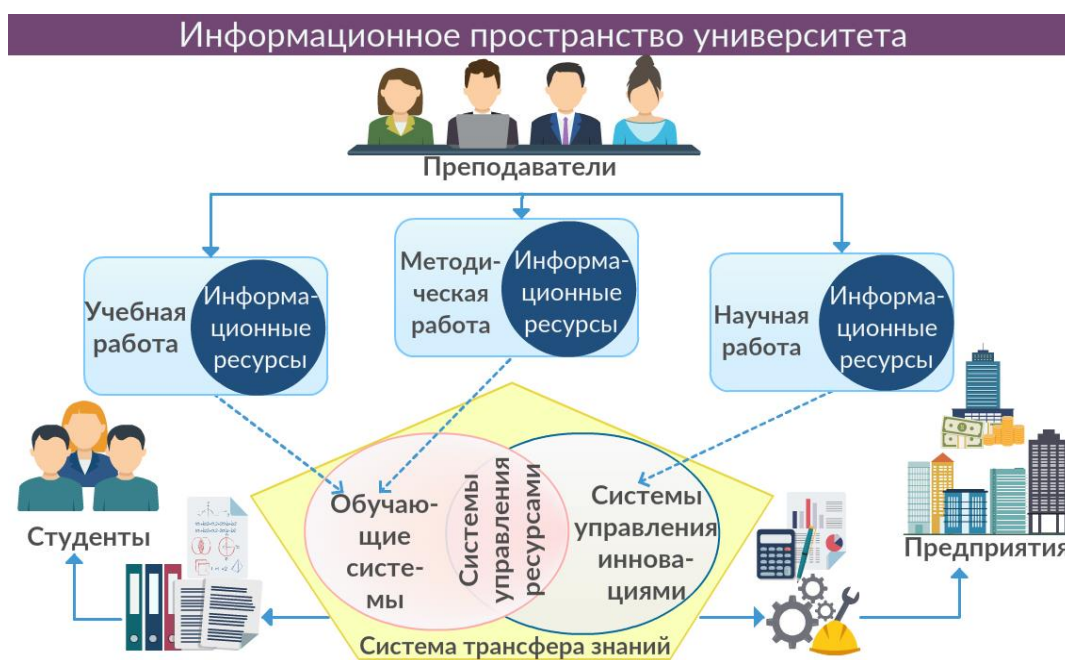 Информационное пространство университета
Преподаватели
Учебная
работа
Информа-
ционные
ресурсы
Методи-
ческая
работа
Информа-
ционные
ресурсы
Научная
работа
Информа-
ционные
ресурсы
Студенты
Обучаю-
щие
систе-
мы
Системы
управления
ресурсами
Системы
управления
иннова-
циями
Предприятия
Система трансфера знаний